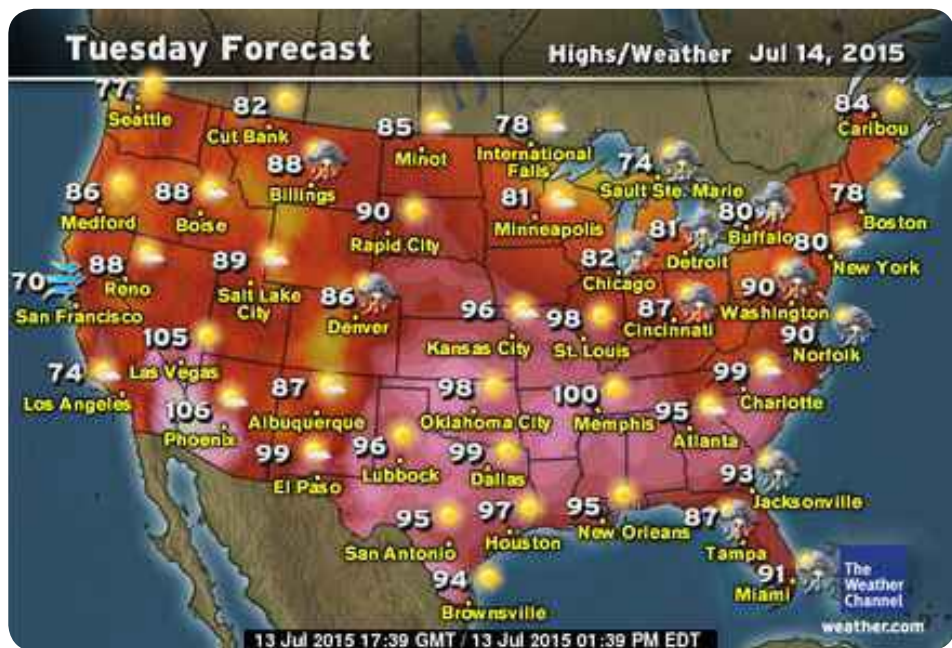 Tuesday Forecast
Highs/Weather Jul 14, 2015
77
Seattle
82
Cut Bank
85
Minot
78
International
Falls
74
Sault Ste. Marie
84
Caribou
86
Medford
88
Boise
88
Billings
90
Rapid City
81
Minneapolis
81
Detroit
80
Buffalo
78
Boston
80
New York
70
San Francisco
88
Reno
89
Salt Lake
City
86
Denver
82
Chicago
87
Cincinnati
90
Washington
90
Norfolk
105
Las Vegas
96
Kansas City
98
St. Louis
74
Los Angeles
106
Phoenix
87
Albuquerque
98
Oklahoma City
100
Memphis
95
Atlanta
99
Charlotte
99
El Paso
96
Lubbock
99
Dallas
93
Jacksonville
95
San Antonio
97
Houston
95
New Orleans
87
Tampa
94
Brownsville
91
Miami
The
Weather
Channel
weather.com
13 Jul 2015 17:39 GMT / 13 Jul 2015 01:39 PM EDT